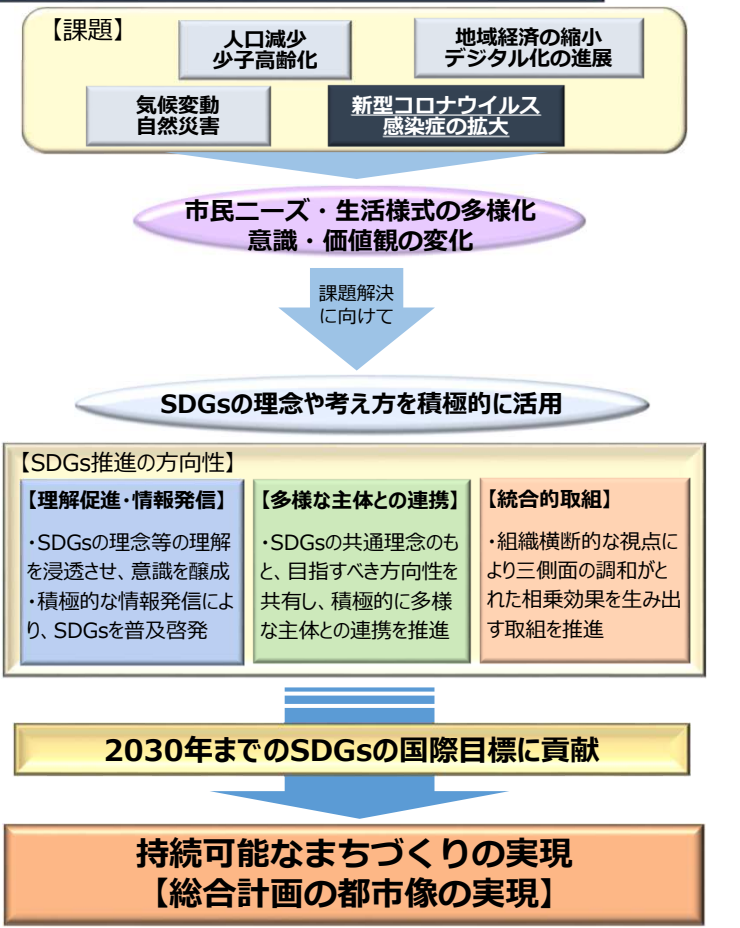 【課題】
人口減少
少子高齢化
地域経済の縮小
デジタル化の進展
気候変動
自然災害
新型コロナウイルス
感染症の拡大
市民ニーズ・生活様式の多様化
意識・価値観の変化
課題解決
に向けて
SDGsの理念や考え方を積極的に活用
【SDGs推進の方向性】
【理解促進・情報発信】
・SDGsの理念等の理解
を浸透させ、意識を醸成
・積極的な情報発信によ
り、SDGsを普及啓発
【多様な主体との連携】
・SDGsの共通理念のも
と、目指すべき方向性を
共有し、積極的に多様
な主体との連携を推進
【統合的取組】
・組織横断的な視点に
より三側面の調和がと
れた相乗効果を生み出
す取組を推進
2030年までのSDGsの国際目標に貢献
持続可能なまちづくりの実現
【総合計画の都市像の実現】